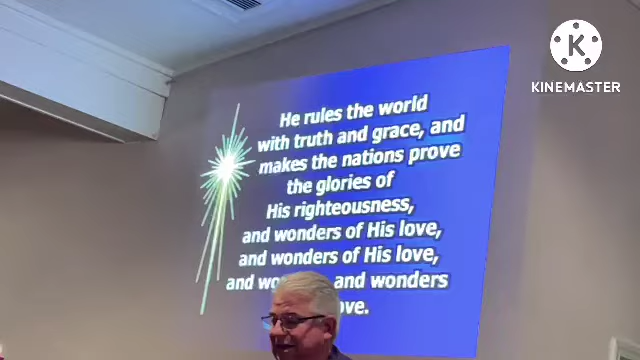 He rules the world
with truth and grace, and
makes the nations prove
the glories of
His righteousness,
and wonders of His love,
and wonders of His love,
and and wonders
K
KINEMASTER